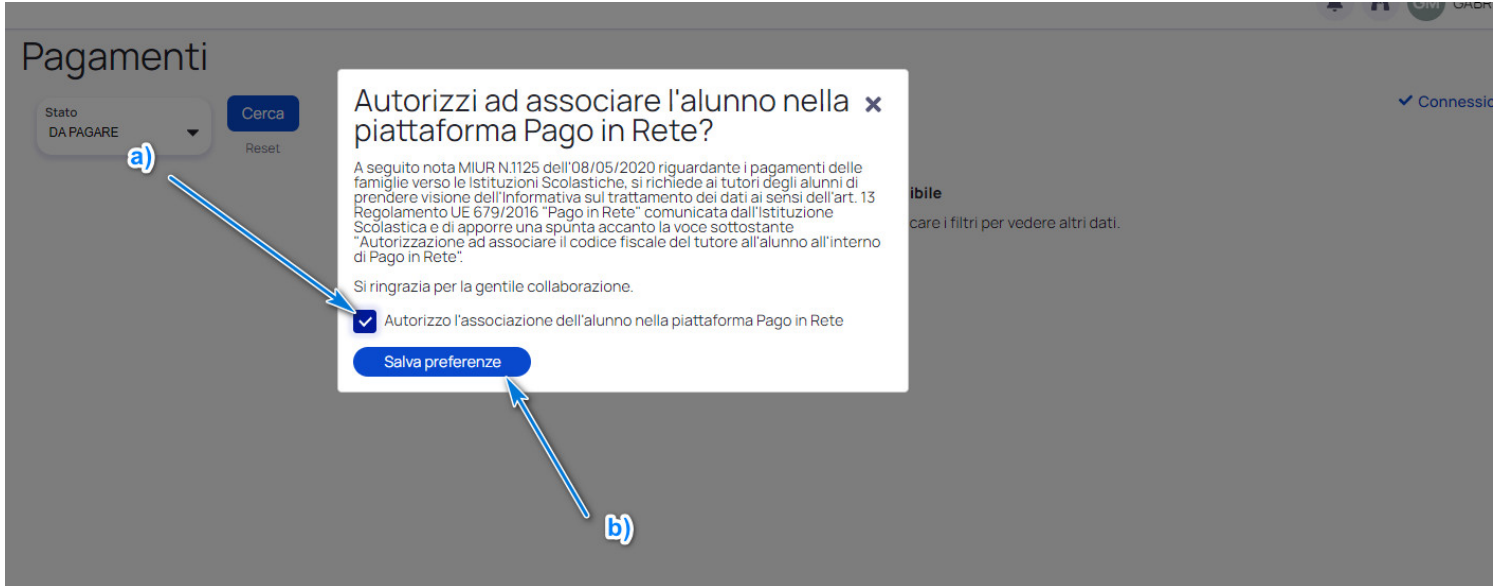 GM
Pagamenti
Stato
DA PAGARE
Cerca
Reset
Connessio
a)
Autorizzi ad associare l'alunno nella
piattaforma Pago in Rete?
A seguito nota MIUR N.1125 dell'08/05/2020 riguardante i pagamenti delle
famiglie verso le Istituzioni Scolastiche, si richiede ai tutori degli alunni di
prendere visione dell'Informativa sul trattamento dei dati ai sensi dell'art. 13
Regolamento UE 679/2016 "Pago in Rete" comunicata dall'Istituzione
Scolastica e di apporre una spunta accanto la voce sottostante
"Autorizzazione ad associare il codice fiscale del tutore all'alunno all'interno
di Pago in Rete".
Si ringrazia per la gentile collaborazione.
Autorizzo l'associazione dell'alunno nella piattaforma Pago in Rete
Salva preferenze
ibile
care i filtri per vedere altri dati.
b)